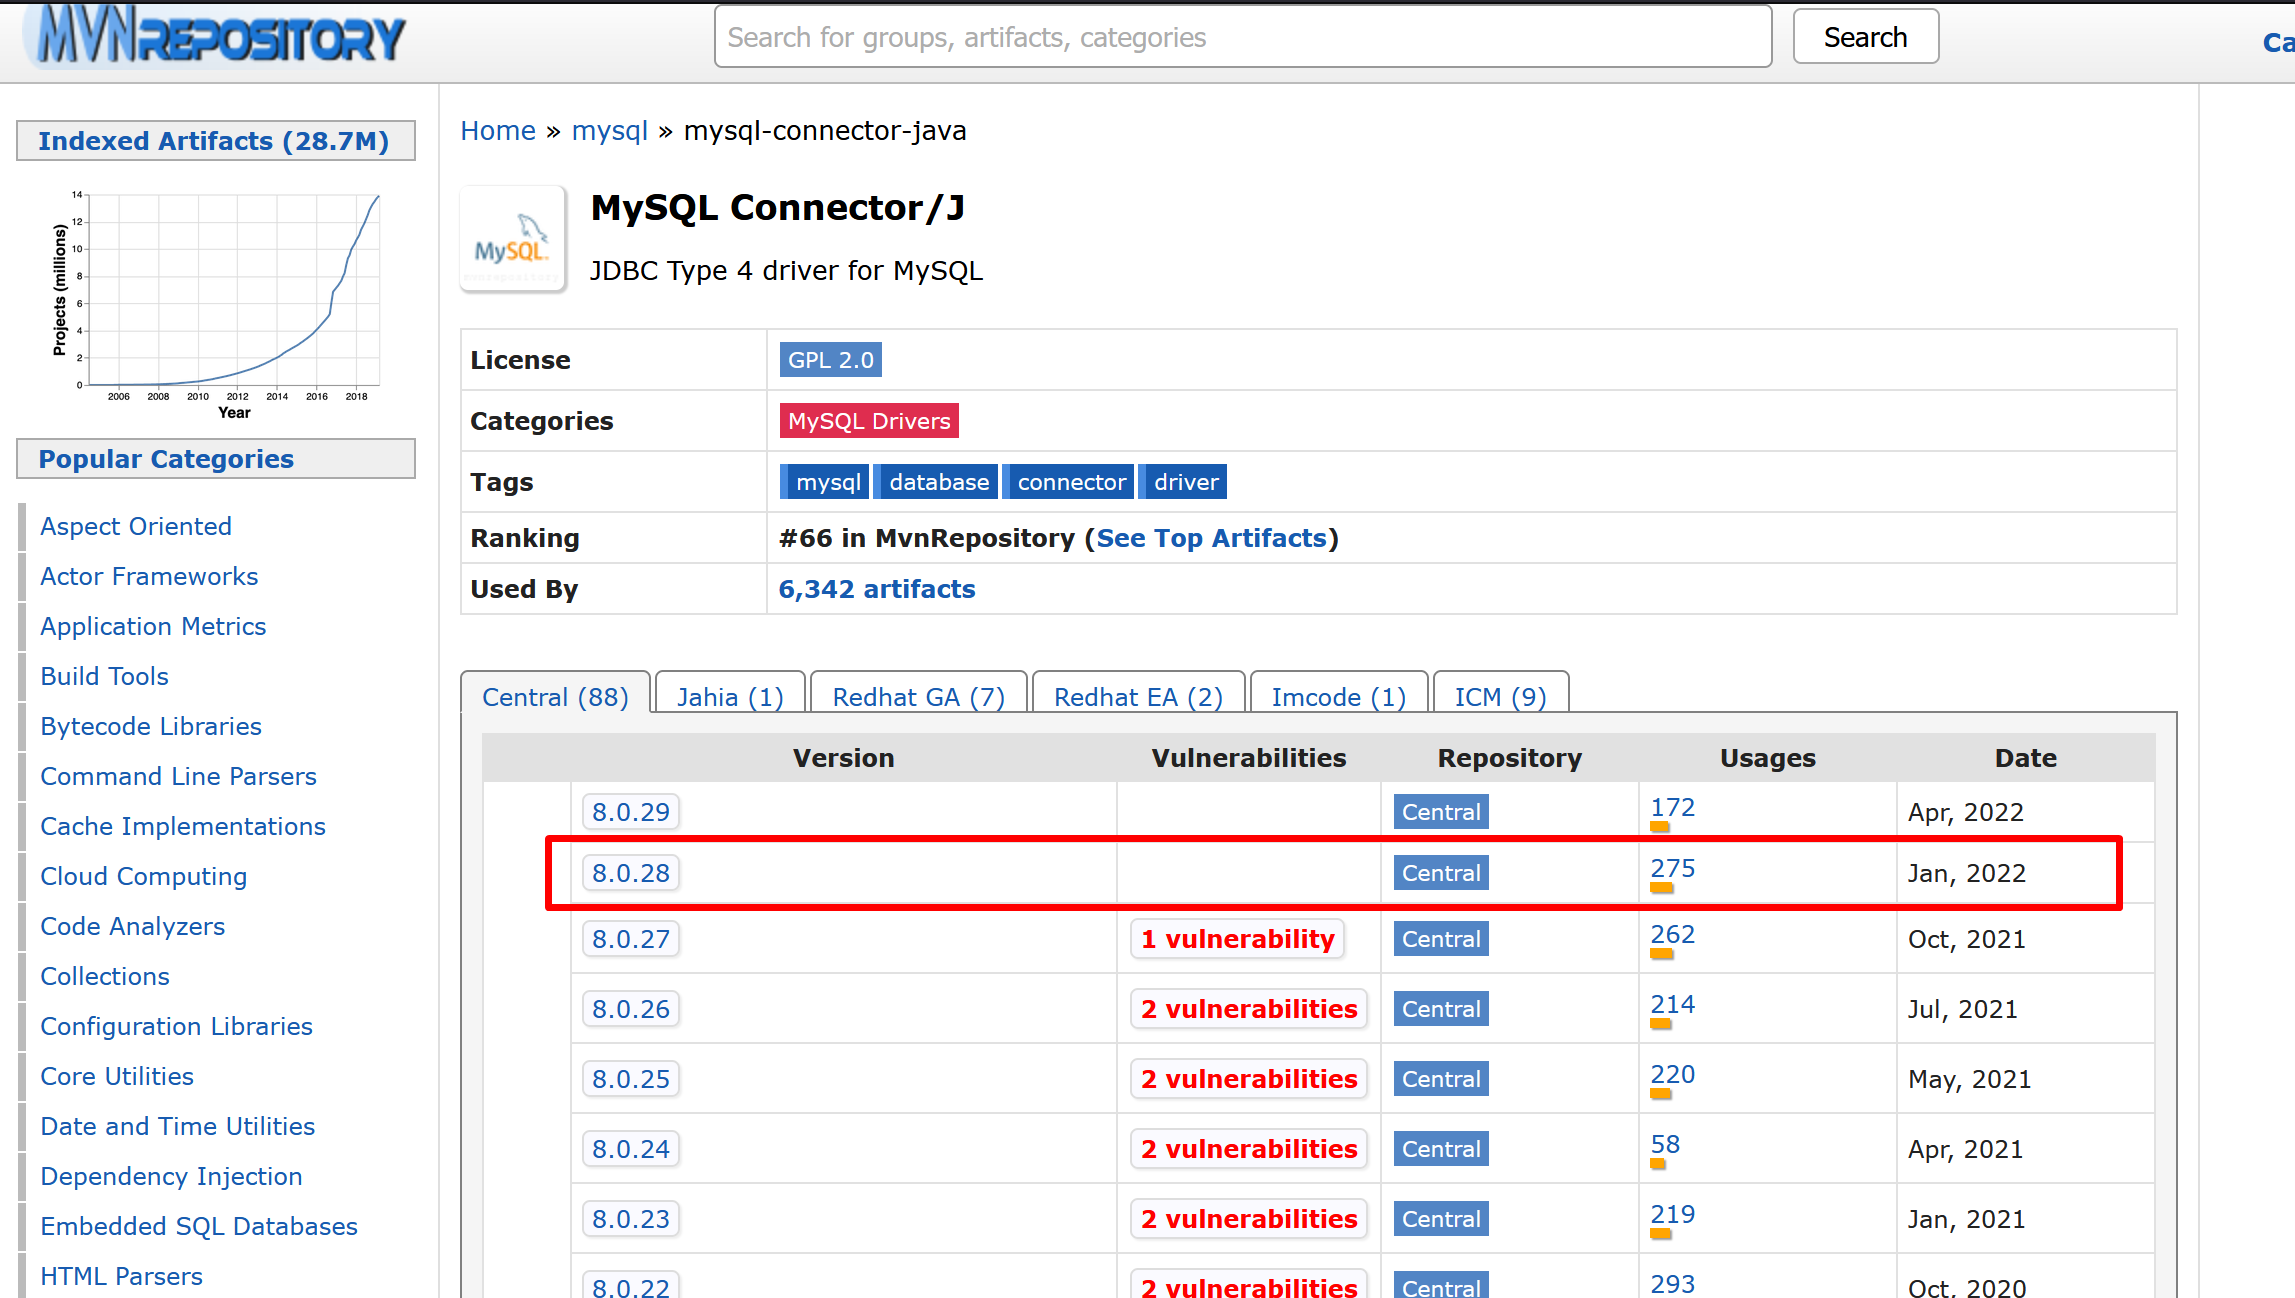 MVNREPOSITORY
Search for groups, artifacts, categories
Search
Ca
Indexed Artifacts (28.7M)
Projects (millions)
14
12
10
8
6
4
2
0
2006 2008 2010 2012 2014 2016 2018
Year
Popular Categories
Aspect Oriented
Actor Frameworks
Application Metrics
Build Tools
Bytecode Libraries
Command Line Parsers
Cache Implementations
Cloud Computing
Code Analyzers
Collections
Configuration Libraries
Core Utilities
Date and Time Utilities
Dependency Injection
Embedded SQL Databases
HTML Parsers
Home » mysql » mysql-connector-java
MySQL.
mvnrepository
MySQL Connector/J
JDBC Type 4 driver for MySQL
License GPL 2.0
Categories MySQL Drivers
Tags mysql database connector driver
Ranking #66 in MvnRepository (See Top Artifacts)
Used By 6,342 artifacts
Central (88) Jahia (1) Redhat GA (7) Redhat EA (2) Imcode (1) ICM (9)
Version Vulnerabilities Repository Usages Date
8.0.29 Central 172 Apr, 2022
8.0.28 Central 275 Jan, 2022
8.0.27 1 vulnerability Central 262 Oct, 2021
8.0.26 2 vulnerabilities Central 214 Jul, 2021
8.0.25 2 vulnerabilities Central 220 May, 2021
8.0.24 2 vulnerabilities Central 58 Apr, 2021
8.0.23 2 vulnerabilities Central 219 Jan, 2021
8.0.22 2 vulnerabilities Central 293 Oct, 2020